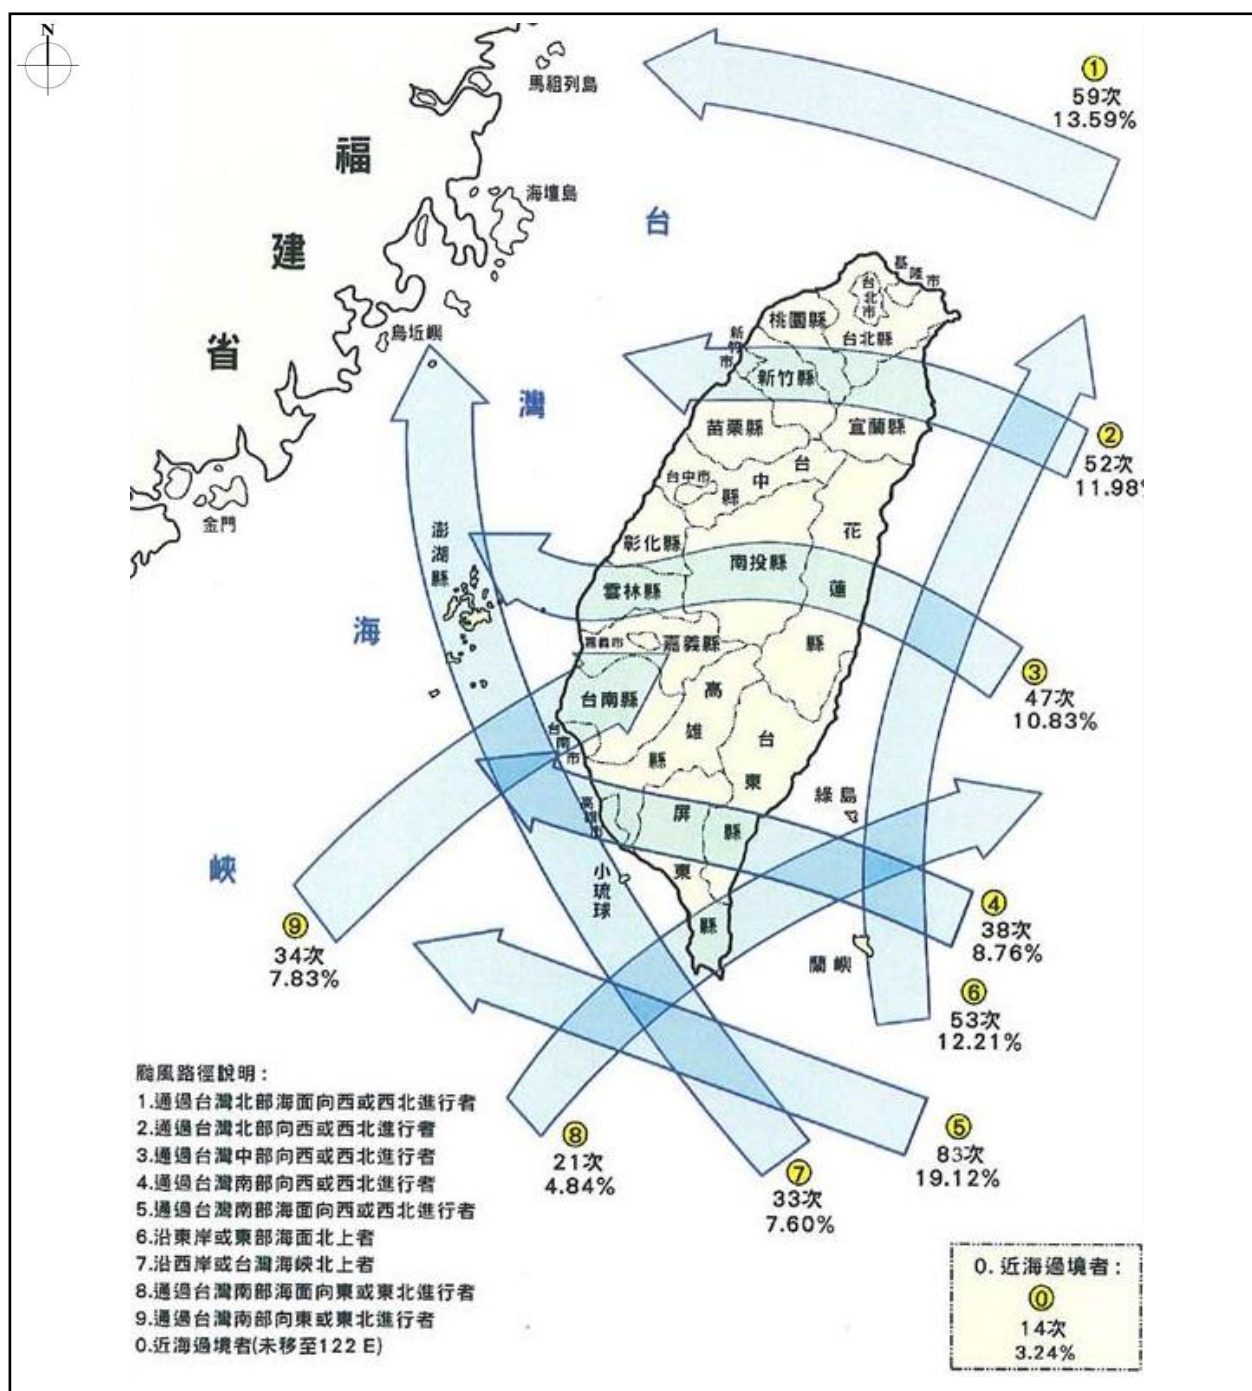 N
馬祖列島
①
59次
13.59%
福建省
海壇島
台灣海峽
烏坵嶼
金門
基隆市
台北市
桃園縣
台北縣
新竹市
新竹縣
苗栗縣
宜蘭縣
②
52次
11.98%
台中市
台中縣
花蓮縣
澎湖縣
彰化縣
南投縣
雲林縣
嘉義市
嘉義縣
③
47次
10.83%
台南縣
高雄縣
台南市
台東縣
綠島
高雄市
屏東縣
小琉球
④
38次
8.76%
⑨
34次
7.83%
蘭嶼
⑥
53次
12.21%
⑤
83次
19.12%
⑧
21次
4.84%
⑦
33次
7.60%
颱風路徑說明：
1.通過台灣北部海面向西或西北進行者
2.通過台灣北部向西或西北進行者
3.通過台灣中部向西或西北進行者
4.通過台灣南部向西或西北進行者
5.通過台灣南部海面向西或西北進行者
6.沿東岸或東部海面北上者
7.沿西岸或台灣海峽北上者
8.通過台灣南部海面向東或東北進行者
9.通過台灣南部向東或東北進行者
0.近海過境者(未移至122 E)
0.近海過境者：
⓪
14次
3.24%